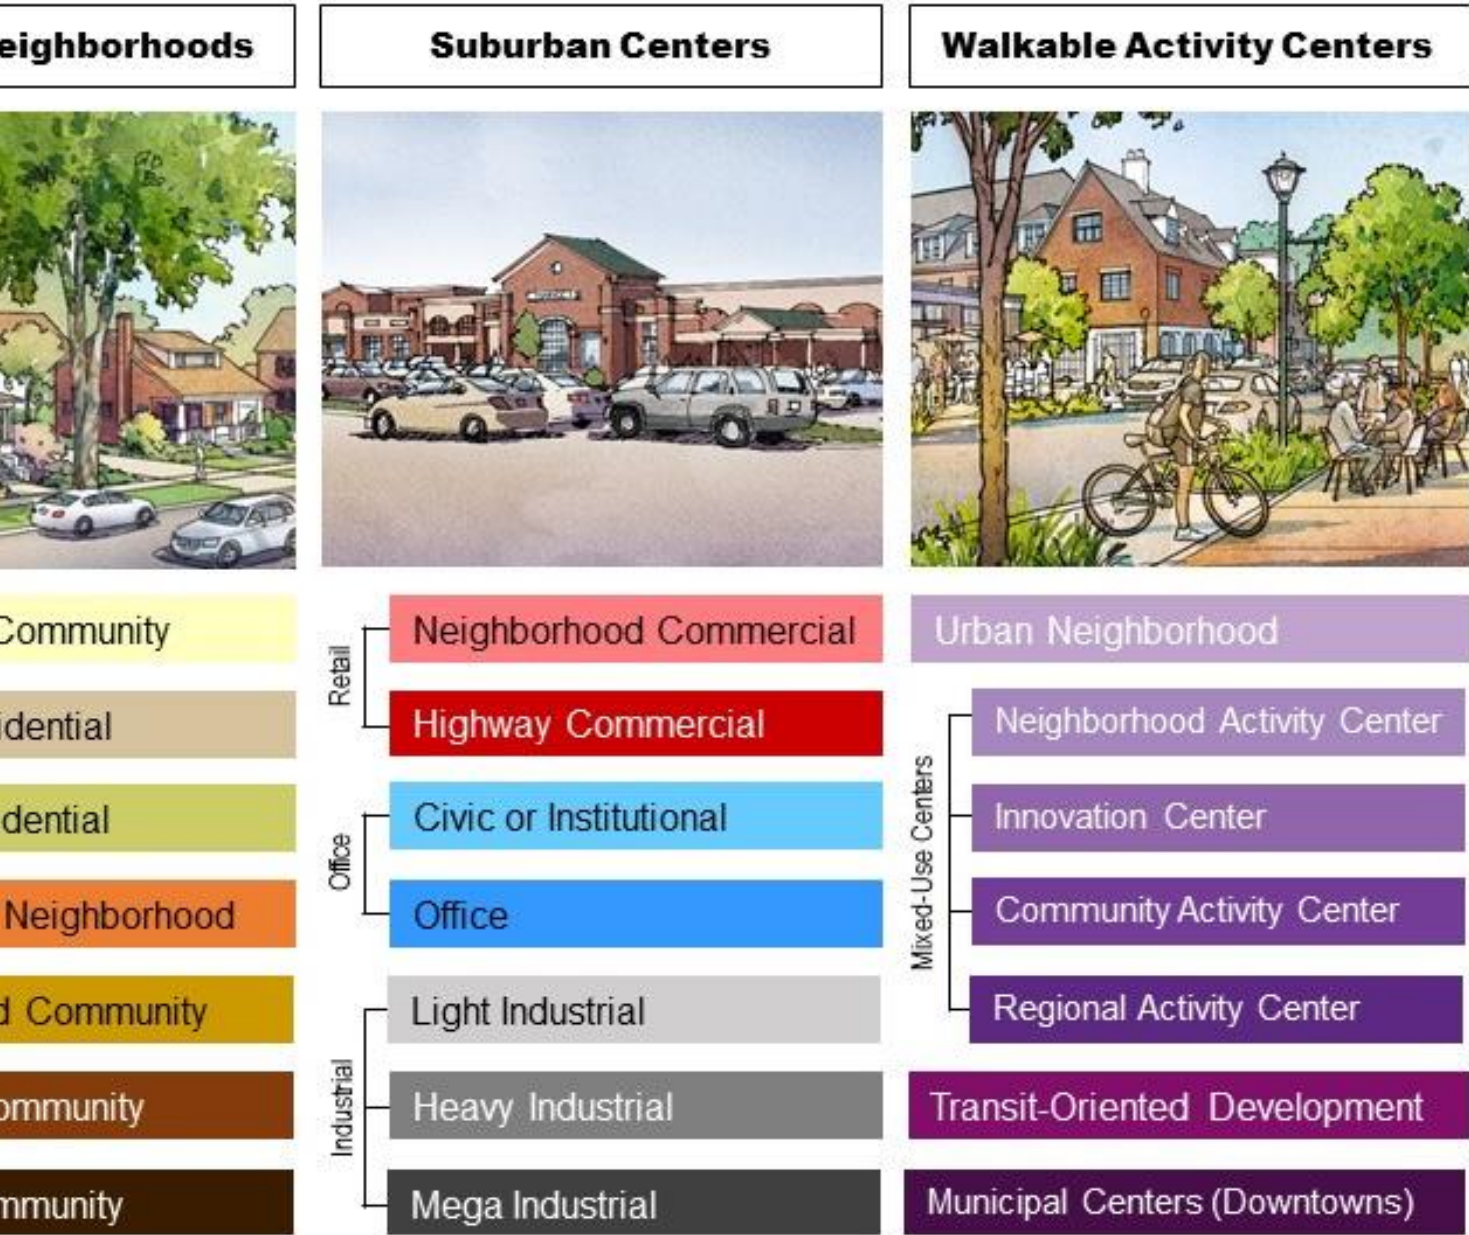 eighborhoods
Community
idential
dential
Neighborhood
d Community
ommunity
mmunity
Suburban Centers
Retail
Neighborhood Commercial
Highway Commercial
Office
Civic or Institutional
Office
Industrial
Light Industrial
Heavy Industrial
Mega Industrial
Walkable Activity Centers
Urban Neighborhood
Mixed-Use Centers
Neighborhood Activity Center
Innovation Center
Community Activity Center
Regional Activity Center
Transit-Oriented Development
Municipal Centers (Downtowns)